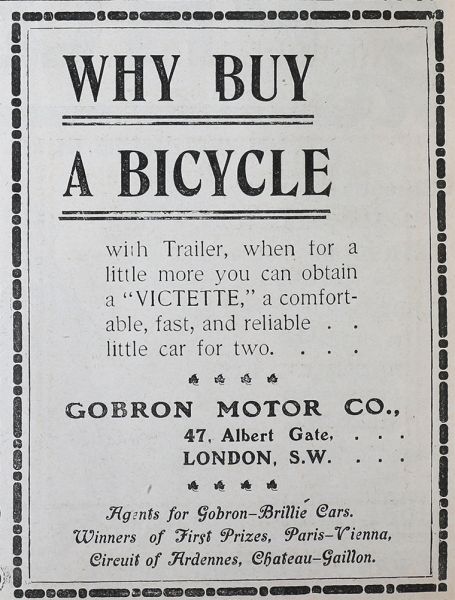 WHY BUY
A BICYCLE
with Trailer, when for a
little more you can obtain
a "VICTETTE," a comfort-
able, fast, and reliable . .
little car for two. . . .
GOBRON MOTOR CO.,
47, Albert Gate, . . .
LONDON, S.W. . . .
Agents for Gobron-Brillié Cars.
Winners of First Prizes, Paris-Vienna,
Circuit of Ardennes, Chateau-Gaillon.